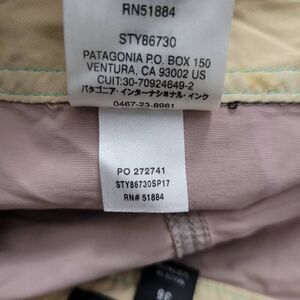 RN51884
STY86730
PATAGONIA P.O. BOX 150
VENTURA, CA 93002 US
CUIT:30-70924649-2
パタゴニア・インターナショナル・インク
0467-23-8961
PO 272741
STY86730SP17
RN# 51884